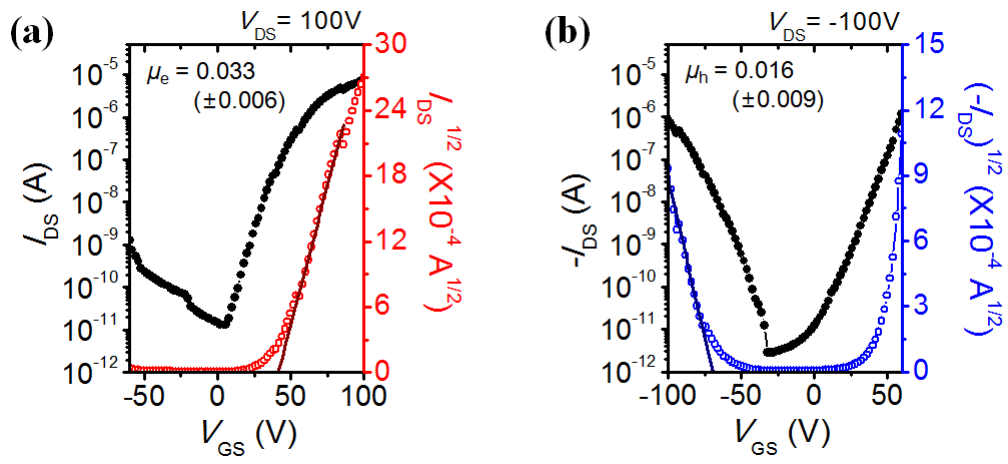 (a)
V_DS = 100V
μ_e = 0.033
(±0.006)
10^-5
10^-6
10^-7
10^-8
10^-9
10^-10
10^-11
10^-12
I_DS (A)
-50 0 50 100
V_GS (V)
30
24
18
12
6
0
I_DS^1/2 (X10^-4 A^1/2)
(b)
V_DS = -100V
μ_h = 0.016
(±0.009)
10^-5
10^-6
10^-7
10^-8
10^-9
10^-10
10^-11
10^-12
-I_DS (A)
-100 -50 0 50
V_GS (V)
15
12
9
6
3
0
(-I_DS)^1/2 (X10^-4 A^1/2)